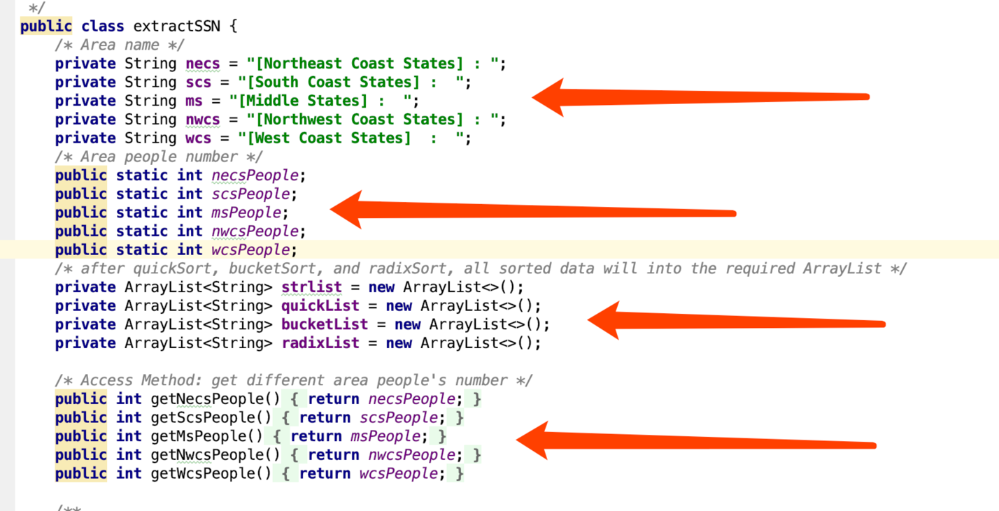 */
public class extractSSN {
/* Area name */
private String necs = "[Northeast Coast States] : ";
private String scs = "[South Coast States] :  ";
private String ms = "[Middle States] :  ";
private String nwcs = "[Northwest Coast States] : ";
private String wcs = "[West Coast States]  :  ";
/* Area people number */
public static int necsPeople;
public static int scsPeople;
public static int msPeople;
public static int nwcsPeople;
public static int wcsPeople;
/* after quickSort, bucketSort, and radixSort, all sorted data will into the required ArrayList */
private ArrayList<String> strlist = new ArrayList<>();
private ArrayList<String> quickList = new ArrayList<>();
private ArrayList<String> bucketList = new ArrayList<>();
private ArrayList<String> radixList = new ArrayList<>();
/* Access Method: get different area people's number */
public int getNecsPeople() { return necsPeople; }
public int getScsPeople() { return scsPeople; }
public int getMsPeople() { return msPeople; }
public int getNwcsPeople() { return nwcsPeople; }
public int getWcsPeople() { return wcsPeople; }
/**